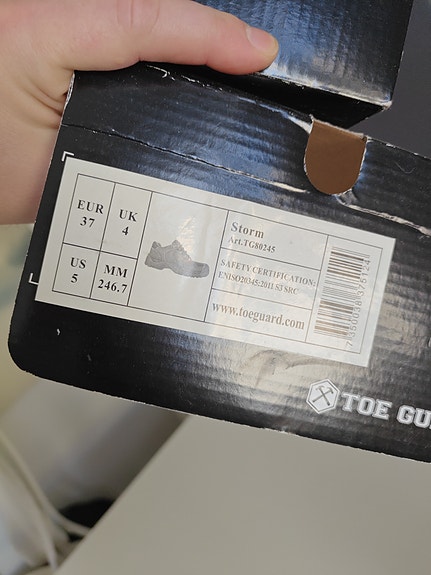 EUR
37
UK
4
US
5
MM
246.7
Storm
Art.TG80245
SAFETY CERTIFICATION:
ENISO20345:2011 S3 SRC
www.toeguard.com
TOE GU